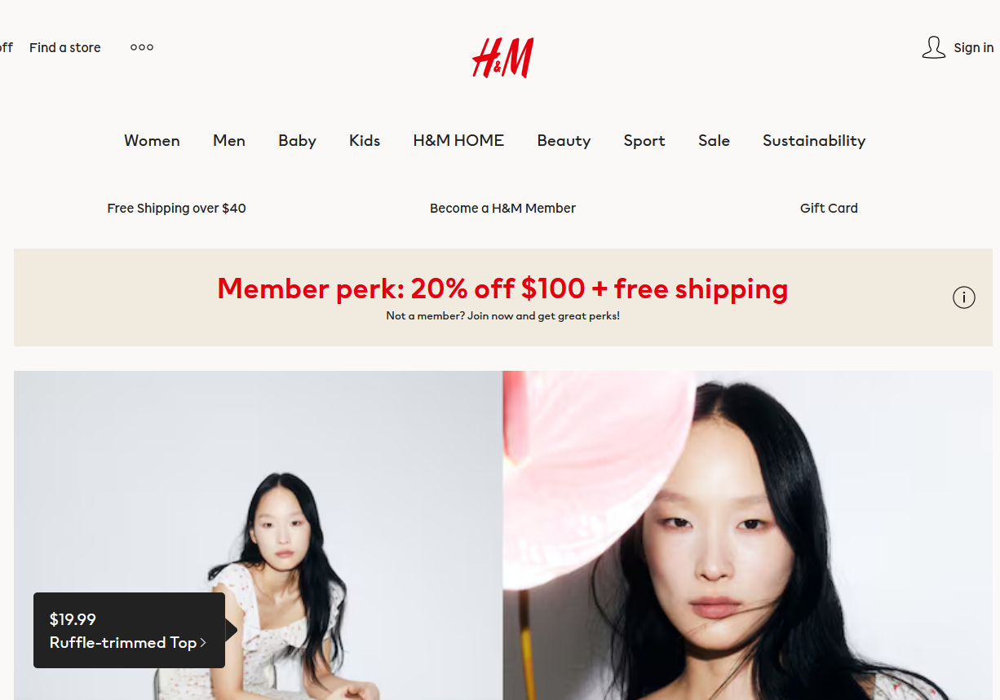 off Find a store
H&M
Sign in
Women Men Baby Kids H&M HOME Beauty Sport Sale Sustainability
Free Shipping over $40 Become a H&M Member Gift Card
Member perk: 20% off $100 + free shipping
Not a member? Join now and get great perks!
i
$19.99
Ruffle-trimmed Top